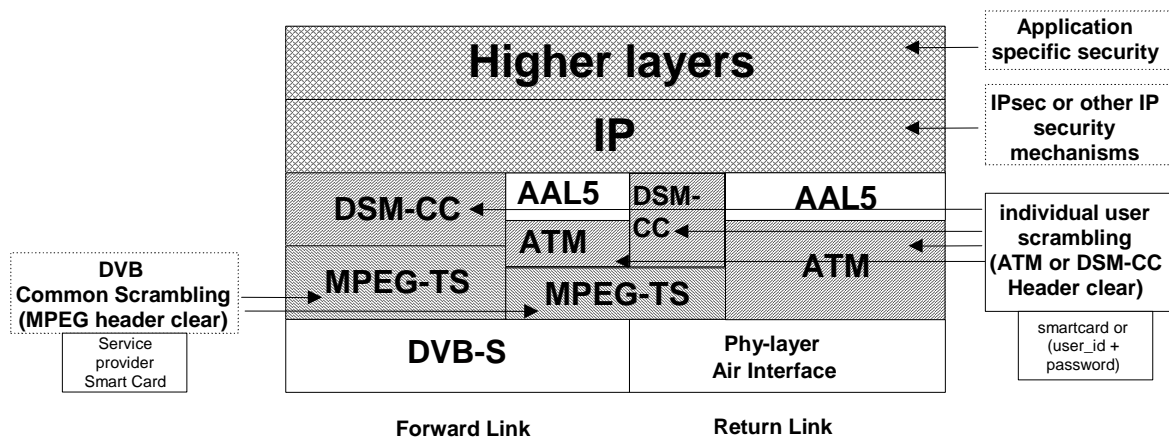 Higher layers
Application
specific security
IP
IPsec or other IP
security
mechanisms
DSM-CC
AAL5
DSM-
CC
AAL5
ATM
ATM
individual user
scrambling
(ATM or DSM-CC
Header clear)
DVB
Common Scrambling
(MPEG header clear)
MPEG-TS
MPEG-TS
Service
provider
Smart Card
DVB-S
Phy-layer
Air Interface
smartcard or
(user_id +
password)
Forward Link
Return Link